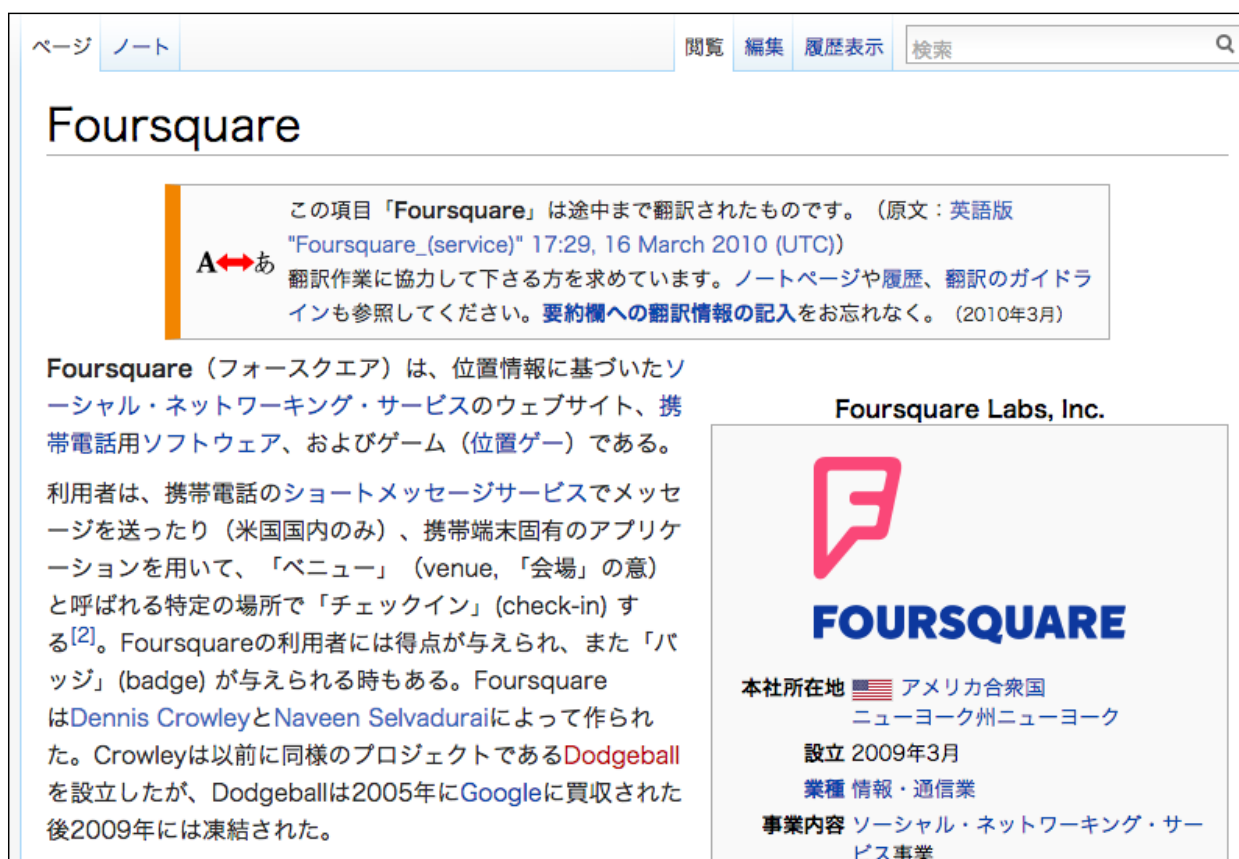 ページ ノート 閲覧 編集 履歴表示 検索
Foursquare
この項目「Foursquare」は途中まで翻訳されたものです。（原文：英語版
"Foursquare_(service)" 17:29, 16 March 2010 (UTC)）
A あ
翻訳作業に協力して下さる方を求めています。ノートページや履歴、翻訳のガイドラ
インも参照してください。要約欄への翻訳情報の記入をお忘れなく。（2010年3月）
Foursquare（フォースクエア）は、位置情報に基づいたソ
ーシャル・ネットワーキング・サービスのウェブサイト、携
帯電話用ソフトウェア、およびゲーム（位置ゲー）である。
利用者は、携帯電話のショートメッセージサービスでメッセ
ージを送ったり（米国国内のみ）、携帯端末固有のアプリケ
ーションを用いて、「ベニュー」（venue, 「会場」の意）
と呼ばれる特定の場所で「チェックイン」(check-in) す
る[2]。Foursquareの利用者には得点が与えられ、また「バ
ッジ」(badge) が与えられる時もある。Foursquare
はDennis CrowleyとNaveen Selvaduraiによって作られ
た。Crowleyは以前に同様のプロジェクトであるDodgeball
を設立したが、Dodgeballは2005年にGoogleに買収された
後2009年には凍結された。
Foursquare Labs, Inc.
FOURSQUARE
本社所在地 アメリカ合衆国
ニューヨーク州ニューヨーク
設立 2009年3月
業種 情報・通信業
事業内容 ソーシャル・ネットワーキング・サー
ビス事業